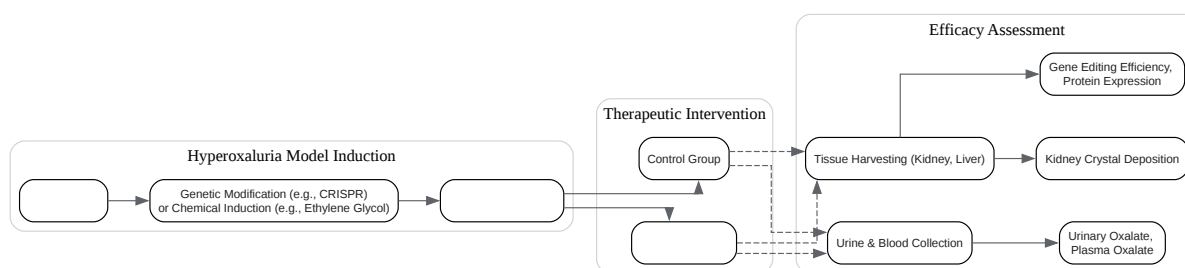 Efficacy Assessment
Gene Editing Efficiency,
Protein Expression
Therapeutic Intervention
Hyperoxaluria Model Induction
Control Group
Tissue Harvesting (Kidney, Liver)
Kidney Crystal Deposition
Genetic Modification (e.g., CRISPR)
or Chemical Induction (e.g., Ethylene Glycol)
Urine & Blood Collection
Urinary Oxalate,
Plasma Oxalate